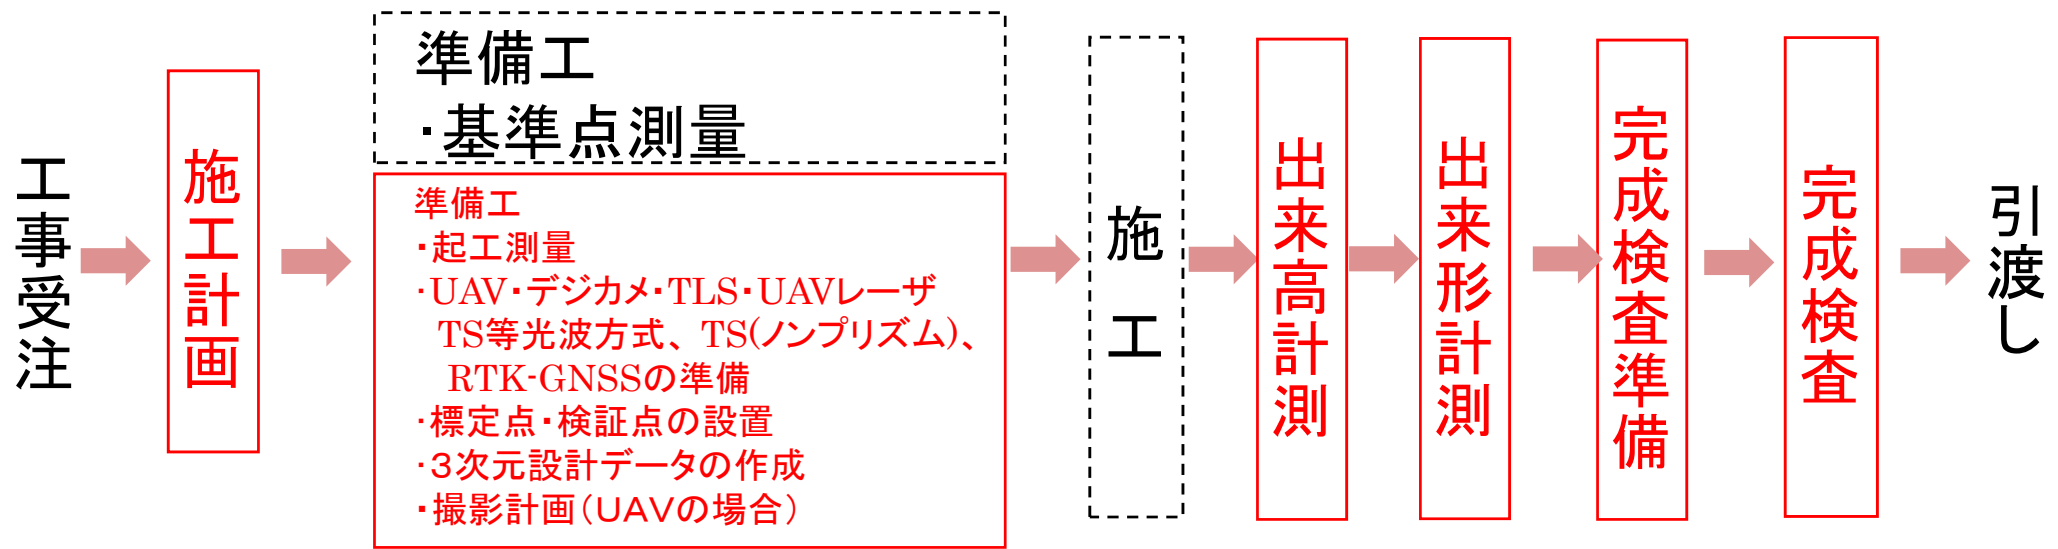 工事受注
施工計画
準備工
・基準点測量
準備工
・起工測量
・UAV・デジカメ・TLS・UAVレーザ
TS等光波方式、TS(ノンプリズム)、
RTK-GNSSの準備
・標定点・検証点の設置
・３次元設計データの作成
・撮影計画（ＵＡＶの場合）
施工
出来高計測
出来形計測
完成検査準備
完成検査
引渡し